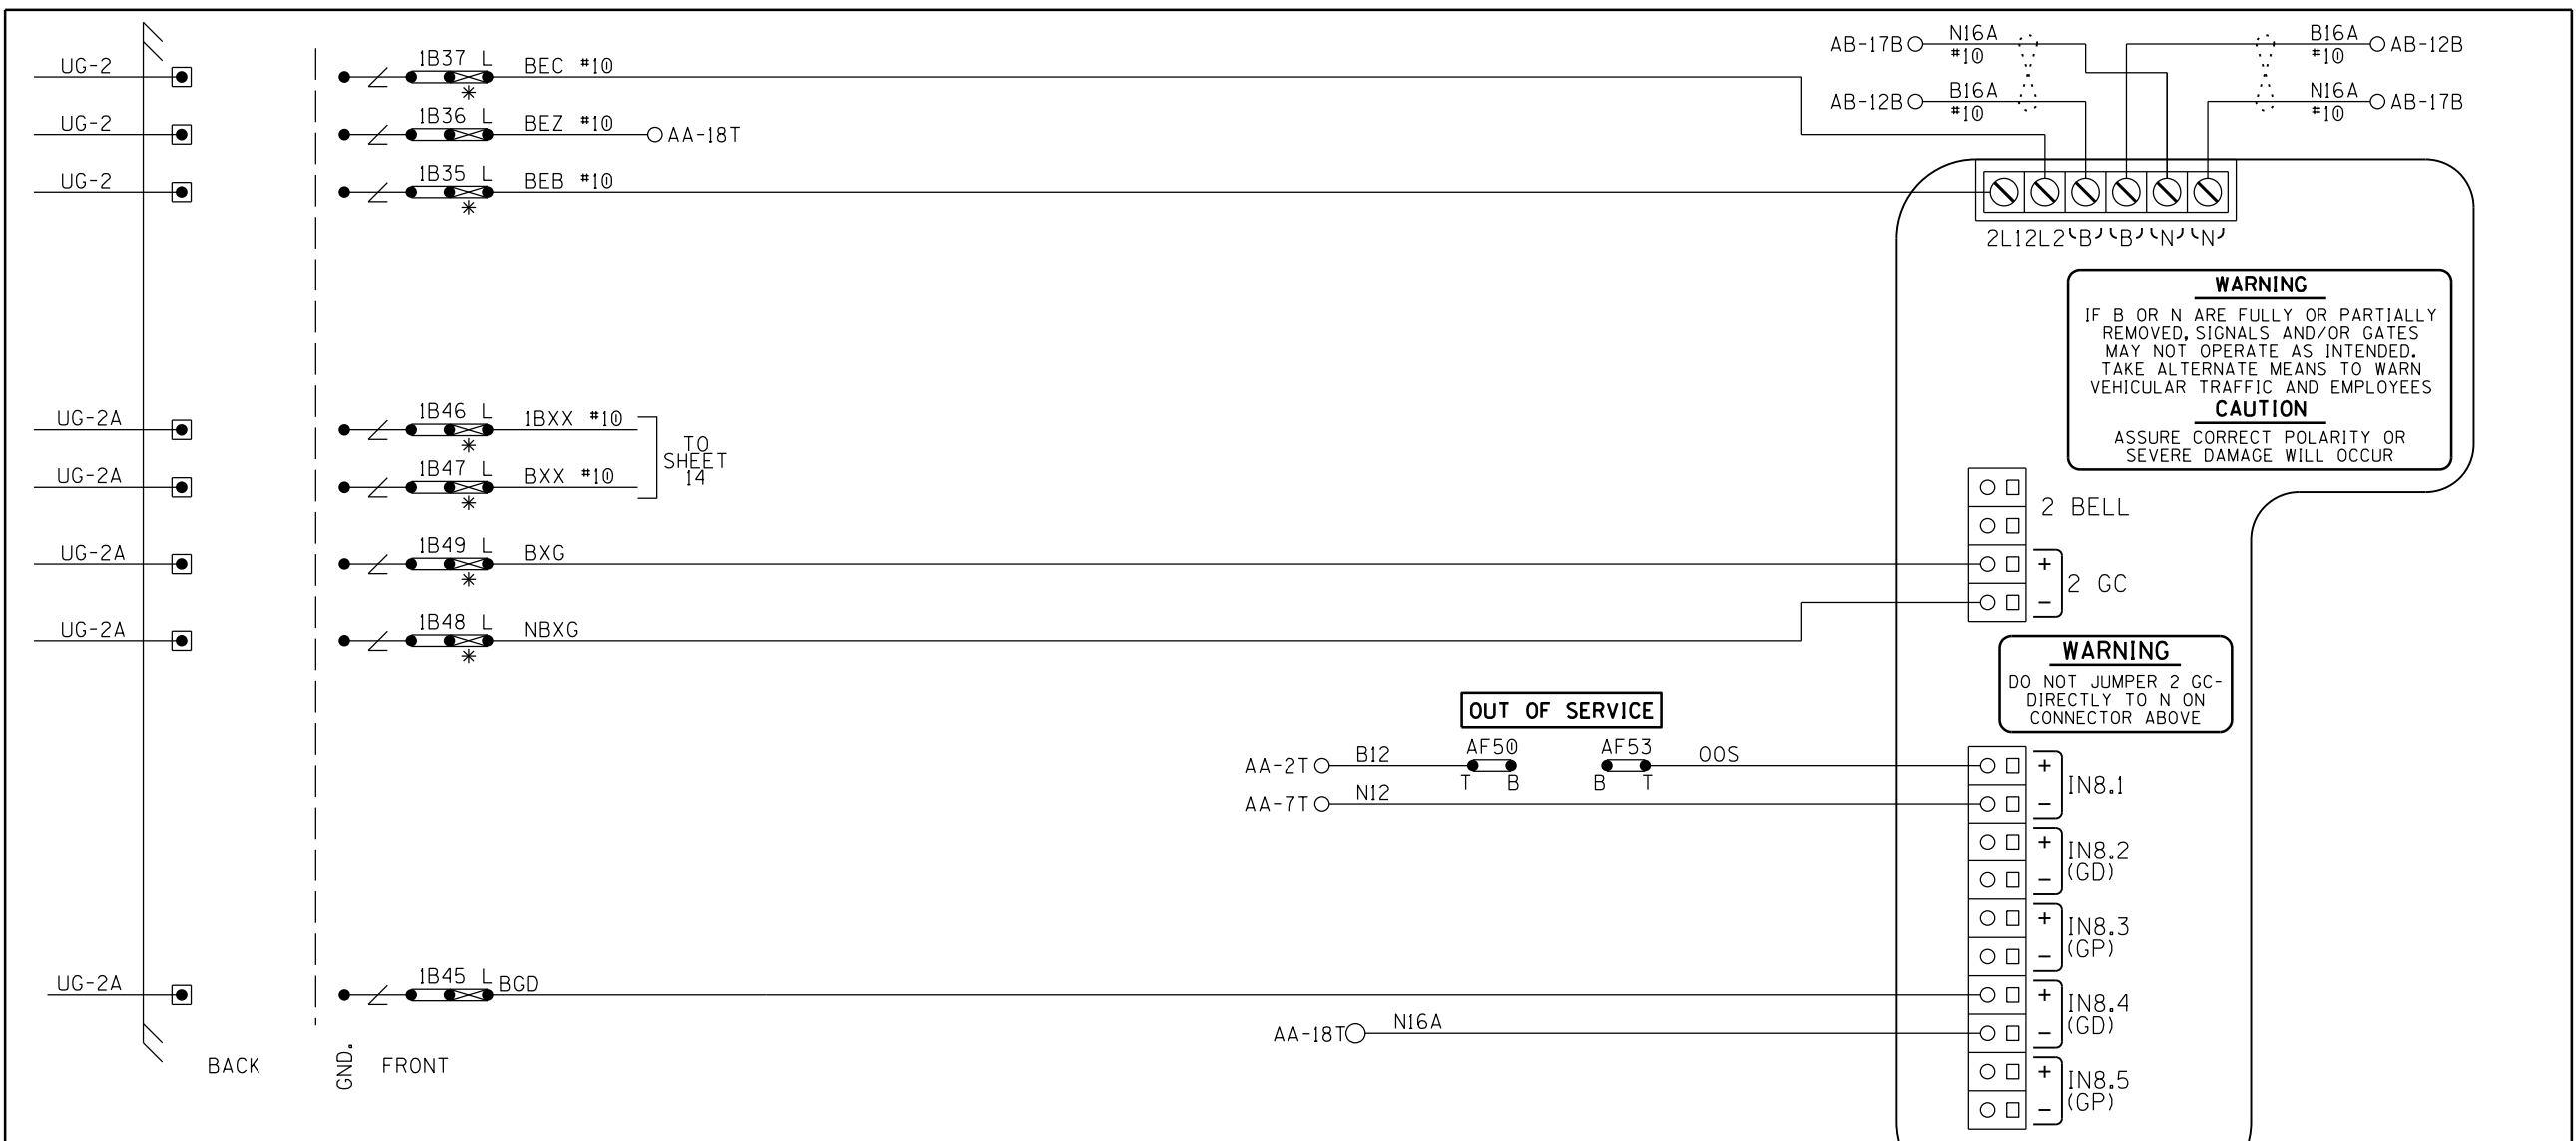 UG-2
1B37 L
BEC #10
UG-2
1B36 L
BEZ #10
AA-18T
UG-2
1B35 L
BEB #10
AB-17B
N16A
#10
B16A
#10
AB-12B
AB-12B
B16A
#10
N16A
#10
AB-17B
2L1 2L2 'B' 'B' 'N' 'N'
WARNING
IF B OR N ARE FULLY OR PARTIALLY
REMOVED, SIGNALS AND/OR GATES
MAY NOT OPERATE AS INTENDED.
TAKE ALTERNATE MEANS TO WARN
VEHICULAR TRAFFIC AND EMPLOYEES
CAUTION
ASSURE CORRECT POLARITY OR
SEVERE DAMAGE WILL OCCUR
UG-2A
1B46 L
1BXX #10
UG-2A
1B47 L
BXX #10
TO
SHEET
14
UG-2A
1B49 L
BXG
UG-2A
1B48 L
NBXG
2 BELL
+
-
2 GC
WARNING
DO NOT JUMPER 2 GC-
DIRECTLY TO N ON
CONNECTOR ABOVE
OUT OF SERVICE
AA-2T
B12
AF50
T B
AF53
B T
OOS
AA-7T
N12
+
-
IN8.1
+
-
IN8.2
(GD)
+
-
IN8.3
(GP)
UG-2A
1B45 L
BGD
AA-18T
N16A
+
-
IN8.4
(GD)
+
-
IN8.5
(GP)
BACK
GND.
FRONT